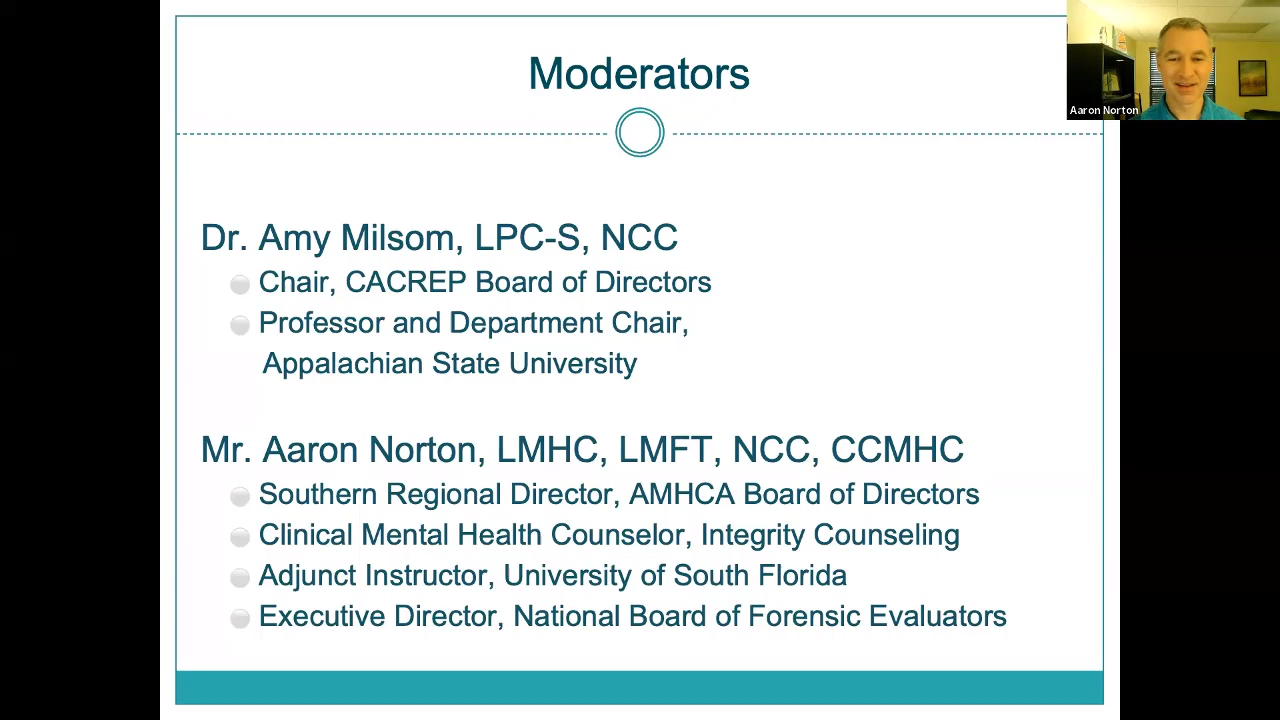 Moderators
Aaron Norton
Dr. Amy Milsom, LPC-S, NCC
Chair, CACREP Board of Directors
Professor and Department Chair,
Appalachian State University
Mr. Aaron Norton, LMHC, LMFT, NCC, CCMHC
Southern Regional Director, AMHCA Board of Directors
Clinical Mental Health Counselor, Integrity Counseling
Adjunct Instructor, University of South Florida
Executive Director, National Board of Forensic Evaluators